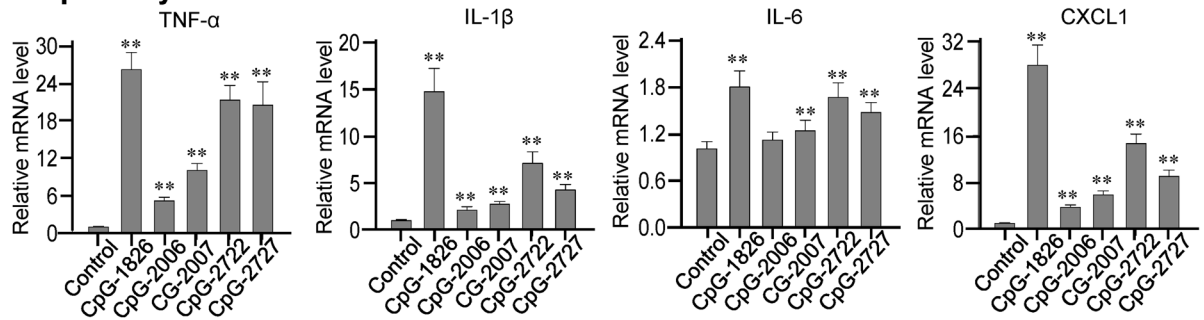 TNF-α
Relative mRNA level
30
24
18
12
6
0
**
**
**
**
**
Control
CpG-1826
CpG-2006
CG-2007
CpG-2722
CpG-2727
IL-1β
Relative mRNA level
20
15
10
5
0
**
**
**
**
**
Control
CpG-1826
CpG-2006
CG-2007
CpG-2722
CpG-2727
IL-6
Relative mRNA level
2.4
1.8
1.2
0.6
0.0
**
**
**
**
Control
CpG-1826
CpG-2006
CG-2007
CpG-2722
CpG-2727
CXCL1
Relative mRNA level
32
24
16
8
0
**
**
**
**
**
Control
CpG-1826
CpG-2006
CG-2007
CpG-2722
CpG-2727